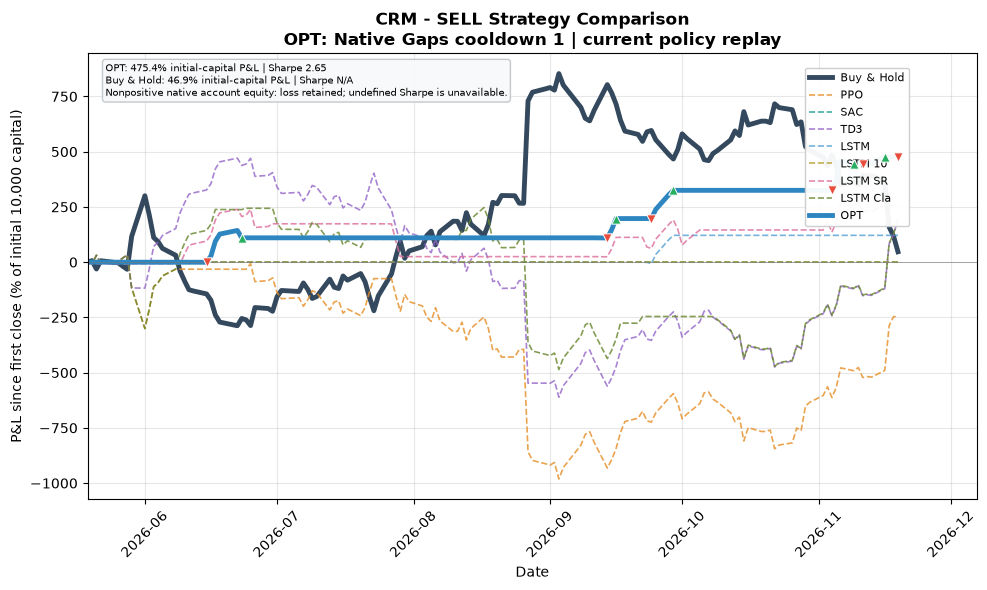 CRM - SELL Strategy Comparison
OPT: Native Gaps cooldown 1 | current policy replay
OPT: 475.4% initial-capital P&L | Sharpe 2.65
Buy & Hold: 46.9% initial-capital P&L | Sharpe N/A
Nonpositive native account equity: loss retained; undefined Sharpe is unavailable.
Buy & Hold
PPO
SAC
TD3
LSTM
LSTM 10
LSTM SR
LSTM Cla
OPT
P&L since first close (% of initial 10,000 capital)
750
500
250
0
−250
−500
−750
−1000
2026-06
2026-07
2026-08
2026-09
2026-10
2026-11
2026-12
Date